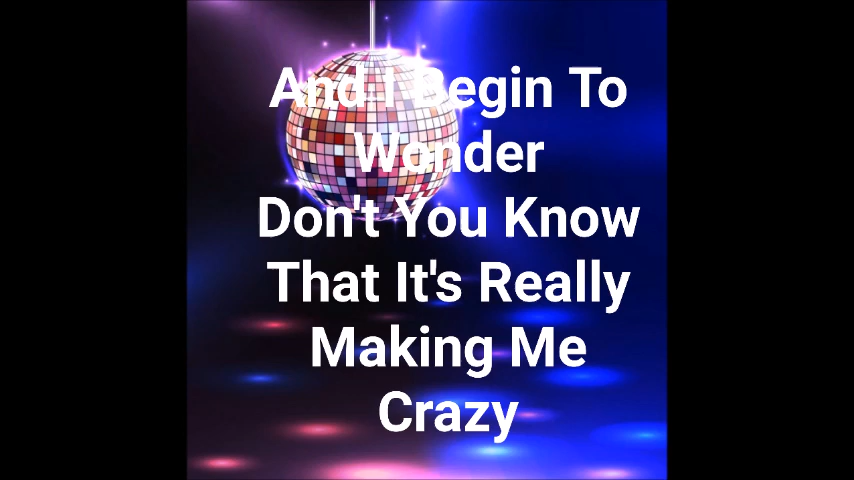 And I Begin To
Wonder
Don't You Know
That It's Really
Making Me
Crazy